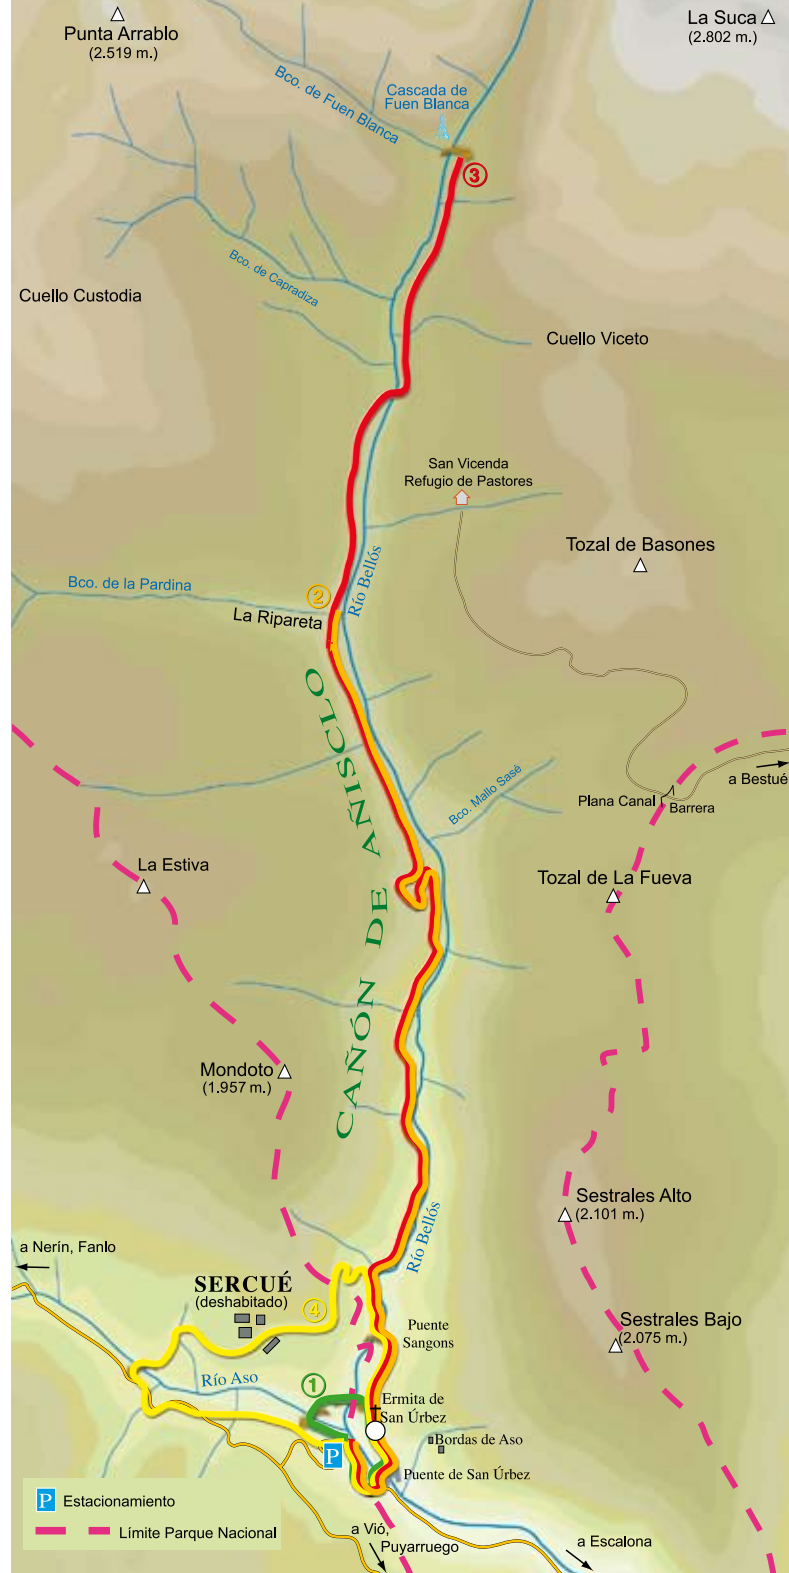 Punta Arrablo
(2.519 m.)
La Suca
(2.802 m.)
Bco. de Fuen Blanca
Cascada de
Fuen Blanca
3
Bco. de Capradiza
Cuello Custodia
Cuello Viceto
San Vicenda
Refugio de Pastores
Tozal de Basones
Río Bellós
Bco. de la Pardina
2
La Ripareta
CAÑÓN DE AÑISCLO
a Bestué
Bco. Mallo Sasé
Plana Canal
Barrera
La Estiva
Tozal de La Fueva
Mondoto
(1.957 m.)
Sestrales Alto
(2.101 m.)
Río Bellós
a Nerín, Fanlo
SERCUÉ
(deshabitado)
4
Puente
Sangons
Sestrales Bajo
(2.075 m.)
Río Aso
1
Ermita de
San Úrbez
Bordas de Aso
P
Puente de San Úrbez
P Estacionamiento
Límite Parque Nacional
a Vió,
Puyarruego
a Escalona